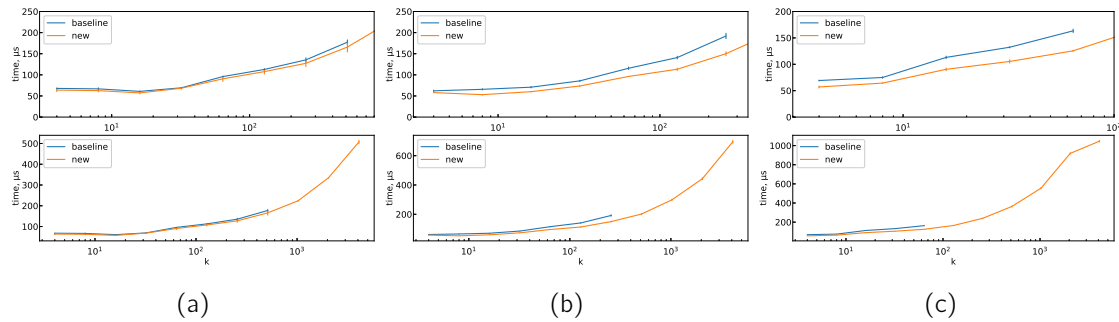 250
200
150
100
50
0
time, μs
baseline
new
10¹
10²
250
200
150
100
50
0
time, μs
baseline
new
10¹
10²
200
150
100
50
0
time, μs
baseline
new
10¹
10²
500
400
300
200
100
time, μs
baseline
new
10¹
10²
10³
k
600
400
200
time, μs
baseline
new
10¹
10²
10³
k
1000
800
600
400
200
time, μs
baseline
new
10¹
10²
10³
k
(a)
(b)
(c)